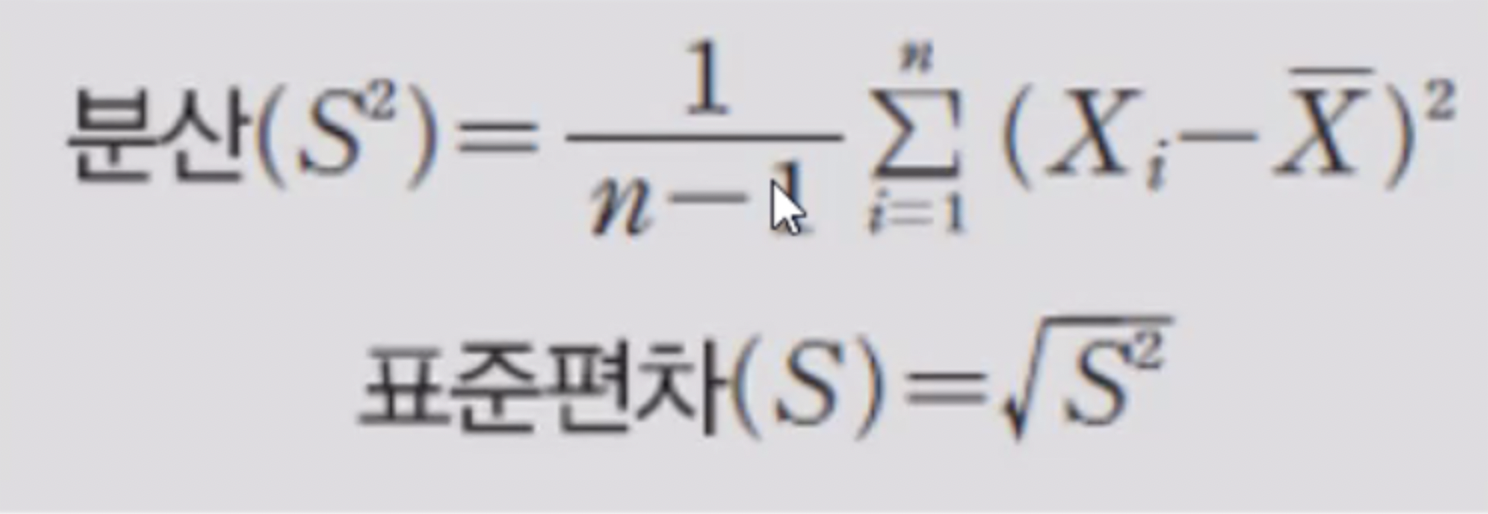 분산(S²)=1/(n−1) ∑_{i=1}^{n} (X_i−X̄)²
표준편차(S)=√S²